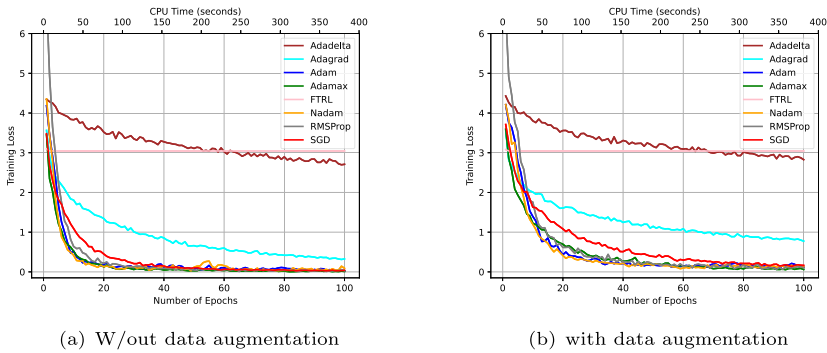 CPU Time (seconds)
0 50 100 150 200 250 300 350 400
6
5
4
3
2
1
0
Training Loss
Adadelta
Adagrad
Adam
Adamax
FTRL
Nadam
RMSProp
SGD
0 20 40 60 80 100
Number of Epochs
(a) W/out data augmentation
CPU Time (seconds)
0 50 100 150 200 250 300 350 400
6
5
4
3
2
1
0
Training Loss
Adadelta
Adagrad
Adam
Adamax
FTRL
Nadam
RMSProp
SGD
0 20 40 60 80 100
Number of Epochs
(b) with data augmentation